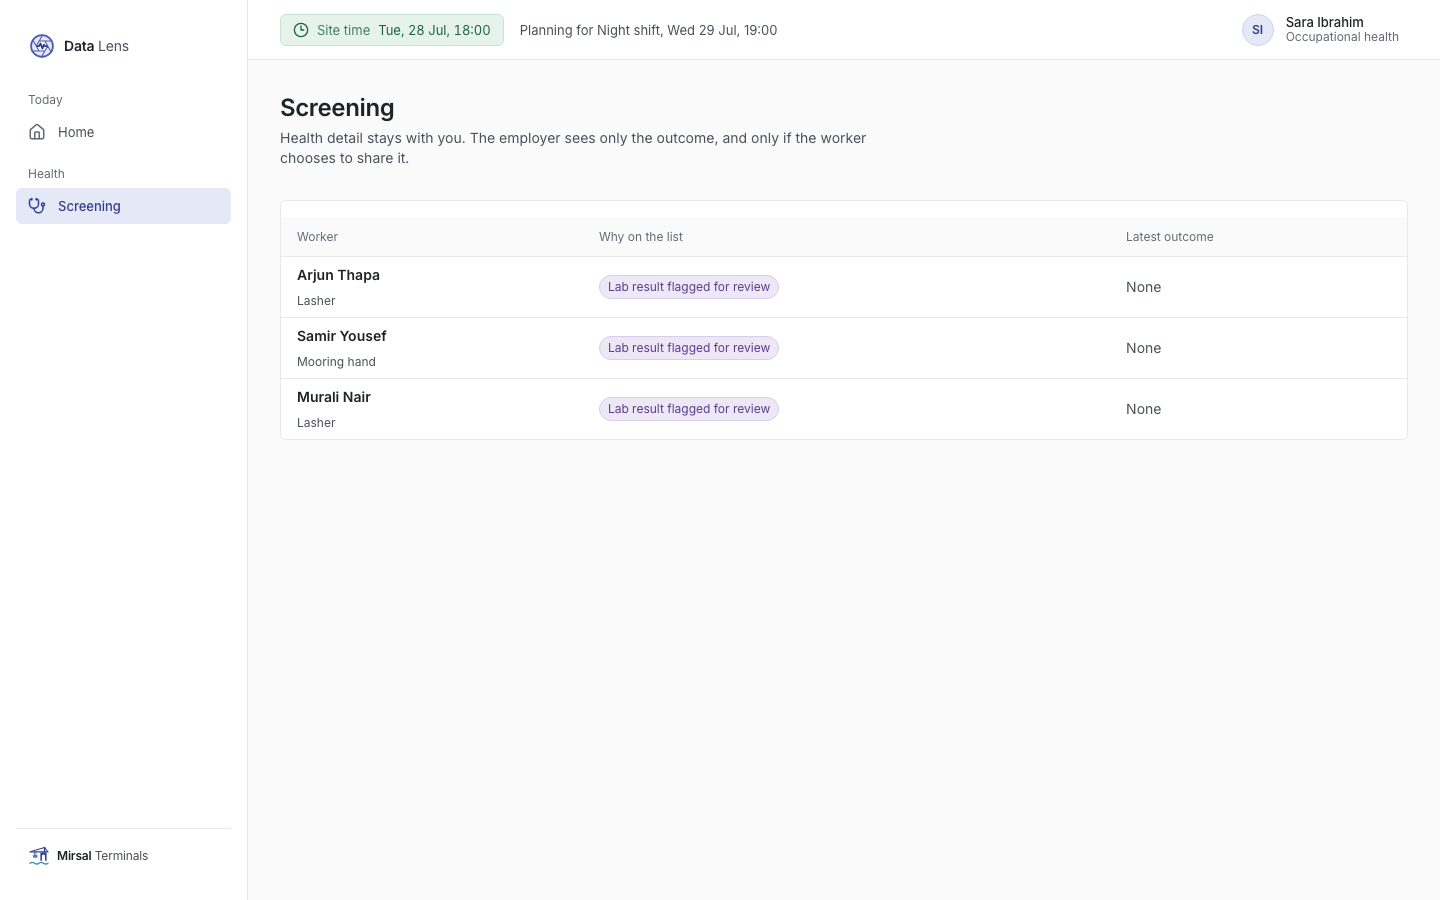 Data Lens
Today
Home
Health
Screening
Mirsal Terminals
Site time Tue, 28 Jul, 18:00
Planning for Night shift, Wed 29 Jul, 19:00
SI
Sara Ibrahim
Occupational health
Screening
Health detail stays with you. The employer sees only the outcome, and only if the worker
chooses to share it.
Worker Why on the list Latest outcome
Arjun Thapa
Lasher
Lab result flagged for review
None
Samir Yousef
Mooring hand
Lab result flagged for review
None
Murali Nair
Lasher
Lab result flagged for review
None